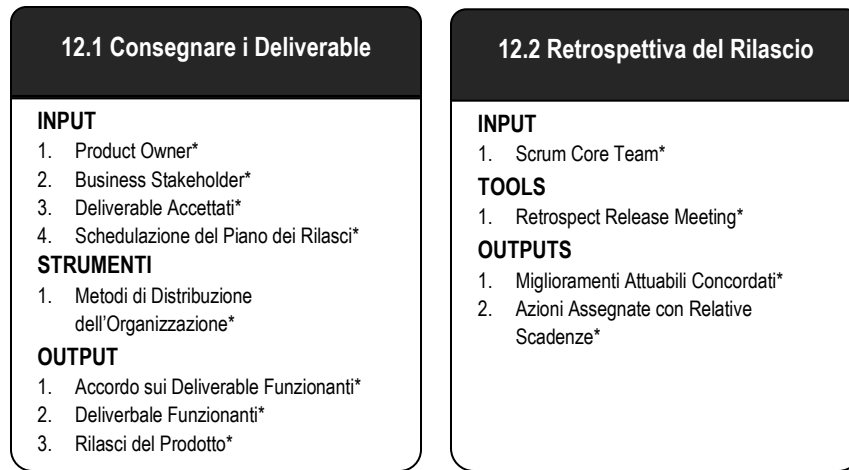 12.1 Consegnare i Deliverable
INPUT
1. Product Owner*
2. Business Stakeholder*
3. Deliverable Accettati*
4. Schedulazione del Piano dei Rilasci*
STRUMENTI
1. Metodi di Distribuzione
dell’Organizzazione*
OUTPUT
1. Accordo sui Deliverable Funzionanti*
2. Deliverbale Funzionanti*
3. Rilasci del Prodotto*
12.2 Retrospettiva del Rilascio
INPUT
1. Scrum Core Team*
TOOLS
1. Retrospect Release Meeting*
OUTPUTS
1. Miglioramenti Attuabili Concordati*
2. Azioni Assegnate con Relative
Scadenze*